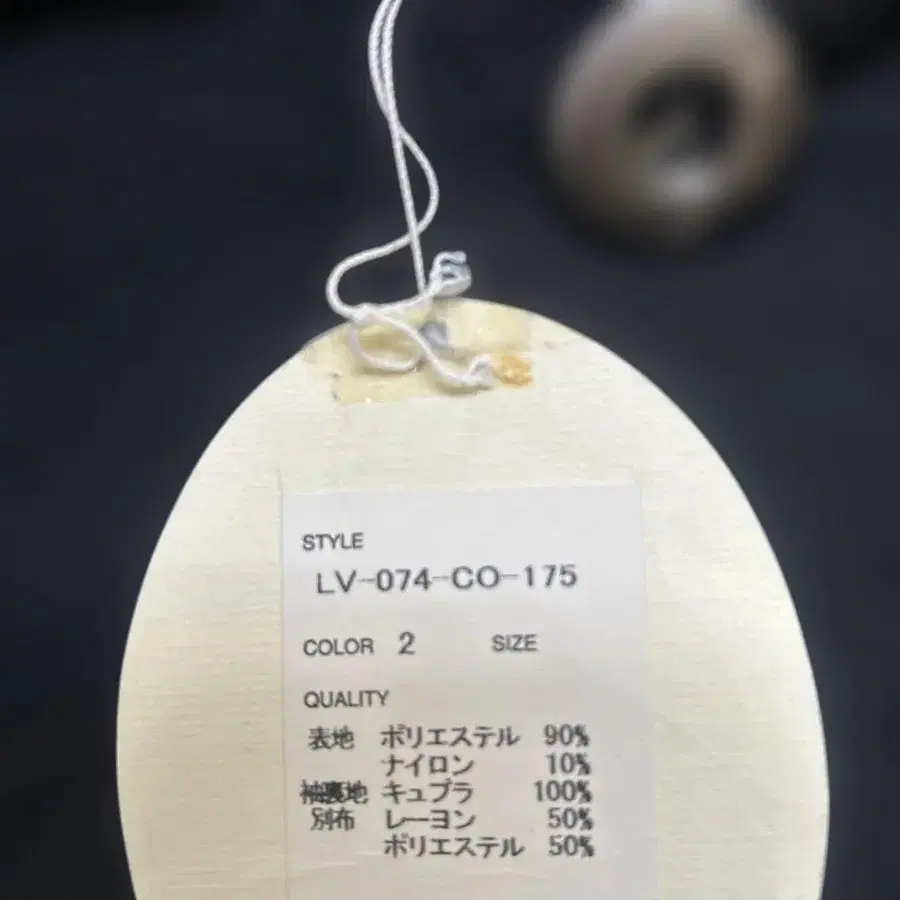 STYLE
LV-074-CO-175
COLOR 2 SIZE
QUALITY
表地 ポリエステル 90%
ナイロン 10%
袖裏地 キュプラ 100%
別布 レーヨン 50%
ポリエステル 50%